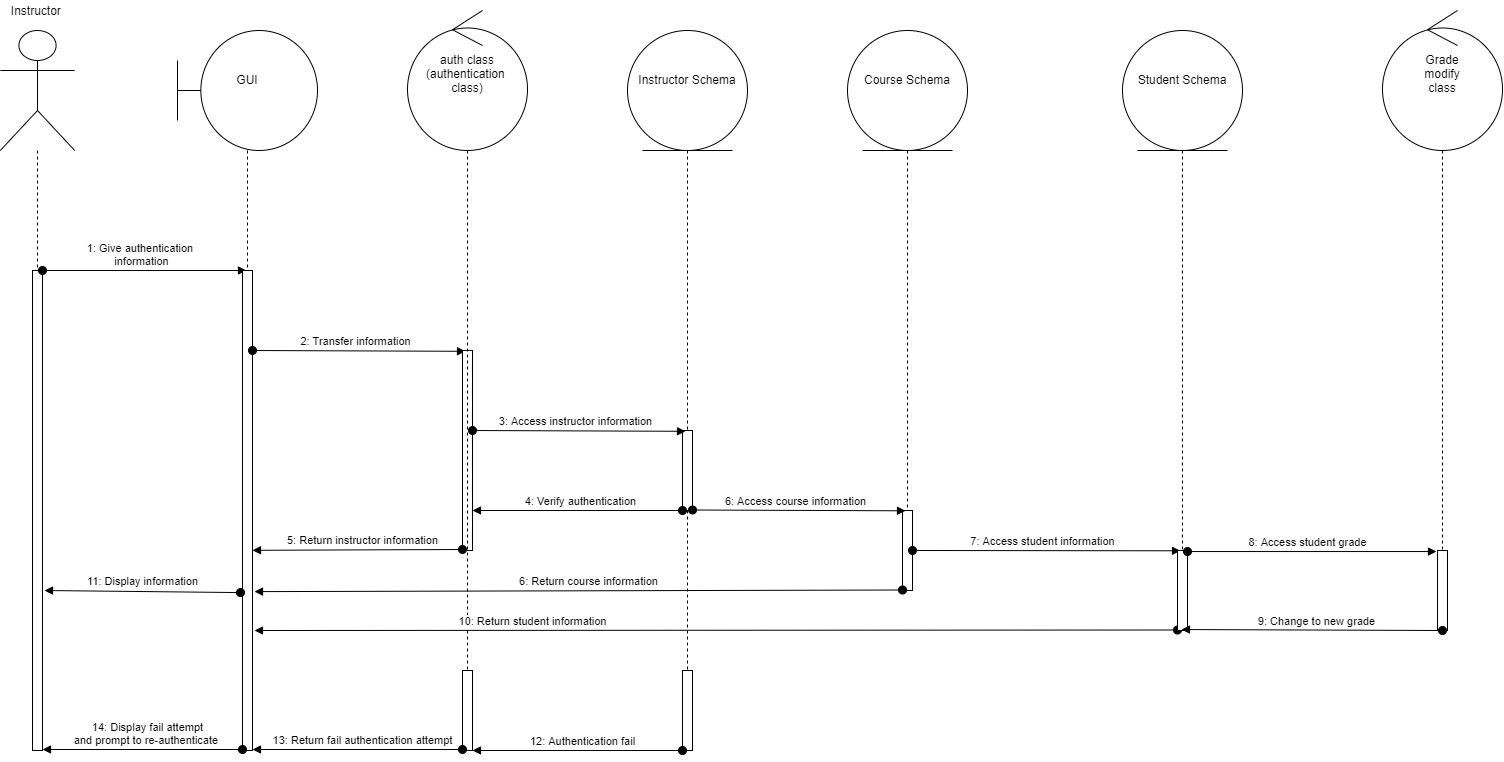 Instructor
GUI
auth class
(authentication
class)
Instructor Schema
Course Schema
Student Schema
Grade
modify
class
1: Give authentication
information
2: Transfer information
3: Access instructor information
4: Verify authentication
6: Access course information
5: Return instructor information
7: Access student information
8: Access student grade
11: Display information
6: Return course information
10: Return student information
9: Change to new grade
14: Display fail attempt
and prompt to re-authenticate
13: Return fail authentication attempt
12: Authentication fail